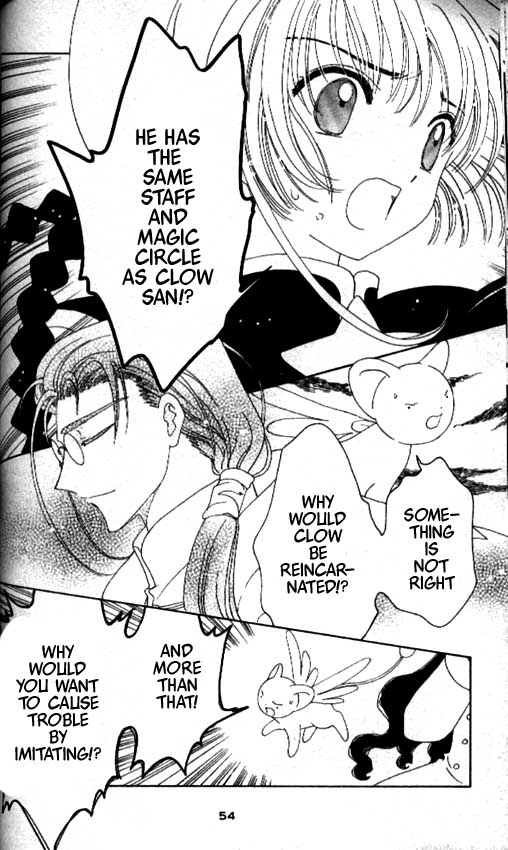 HE HAS
THE
SAME
STAFF
AND
MAGIC
CIRCLE
AS CLOW
SAN!?
SOME-
THING
IS
NOT
RIGHT
WHY
WOULD
CLOW
BE
REINCAR-
NATED!?
AND
MORE
THAN
THAT!
WHY
WOULD
YOU WANT
TO CAUSE
TROBLE
BY
IMITATING!?
54